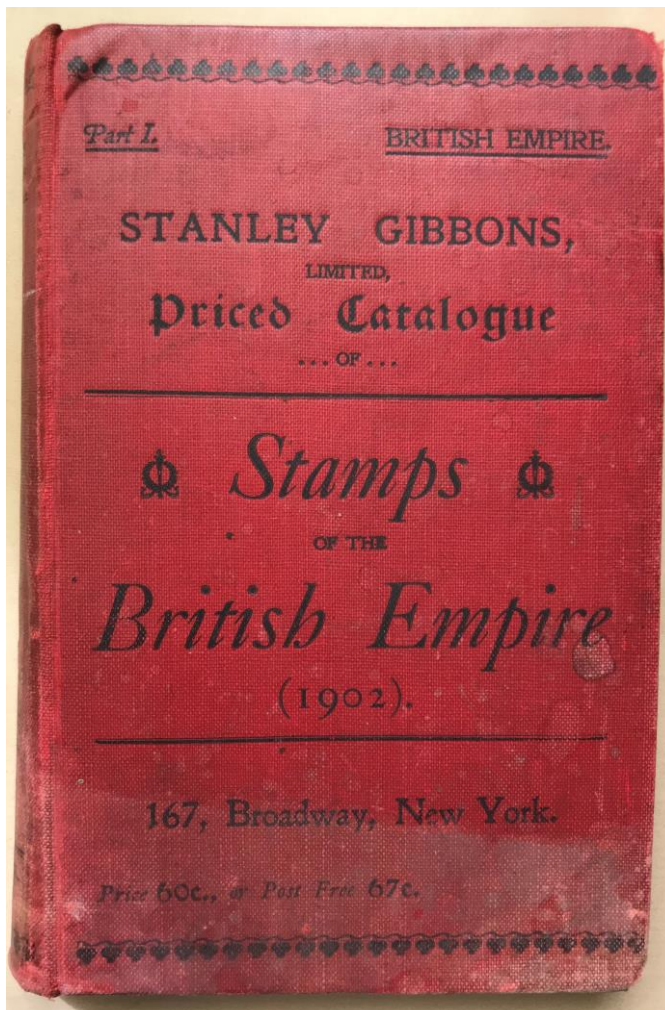 Part I. BRITISH EMPIRE.
STANLEY GIBBONS,
LIMITED,
Priced Catalogue
...OF...
Stamps
OF THE
British Empire
(1902).
167, Broadway, New York.
Price 60c., or Post Free 67c.